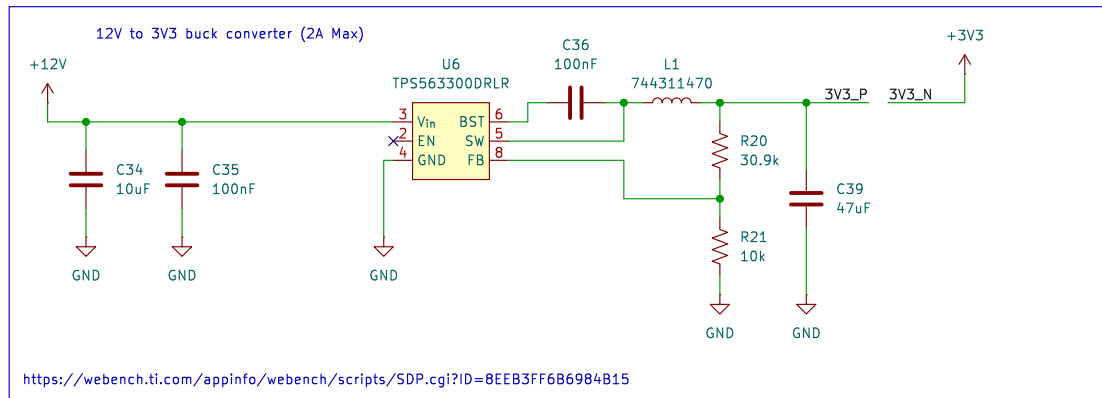 12V to 3V3 buck converter (2A Max)
+12V
C34
10uF
C35
100nF
GND
GND
GND
U6
TPS563300DRLR
3
2
4
Vin
EN
GND
BST
SW
FB
6
5
8
C36
100nF
L1
744311470
R20
30.9k
R21
10k
C39
47uF
GND
GND
3V3_P
3V3_N
+3V3
https://webench.ti.com/appinfo/webench/scripts/SDP.cgi?ID=8EEB3FF6B6984B15